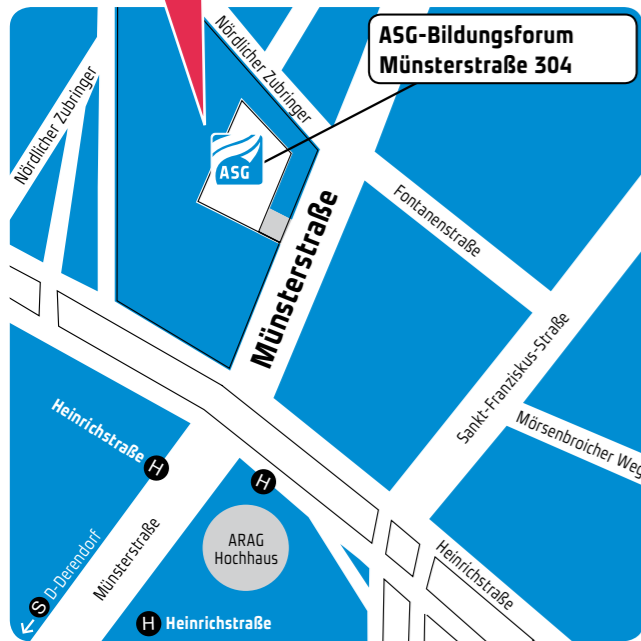 ASG-Bildungsforum
Münsterstraße 304
Nördlicher Zubringer
Nördlicher Zubringer
ASG
Fontanenstraße
Münsterstraße
Sankt-Franziskus-Straße
Mörsenbroicher Weg
Heinrichstraße
H
H
ARAG
Hochhaus
Heinrichstraße
Münsterstraße
S D-Derendorf
H Heinrichstraße